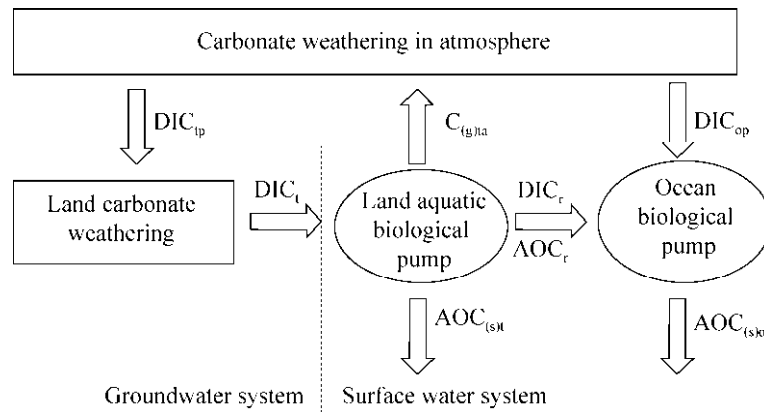 Carbonate weathering in atmosphere
DIC_tp
C_(g)ta
DIC_op
Land carbonate
weathering
DIC_t
Land aquatic
biological
pump
DIC_r
AOC_r
Ocean
biological
pump
AOC_(s)t
AOC_(s)o
Groundwater system
Surface water system